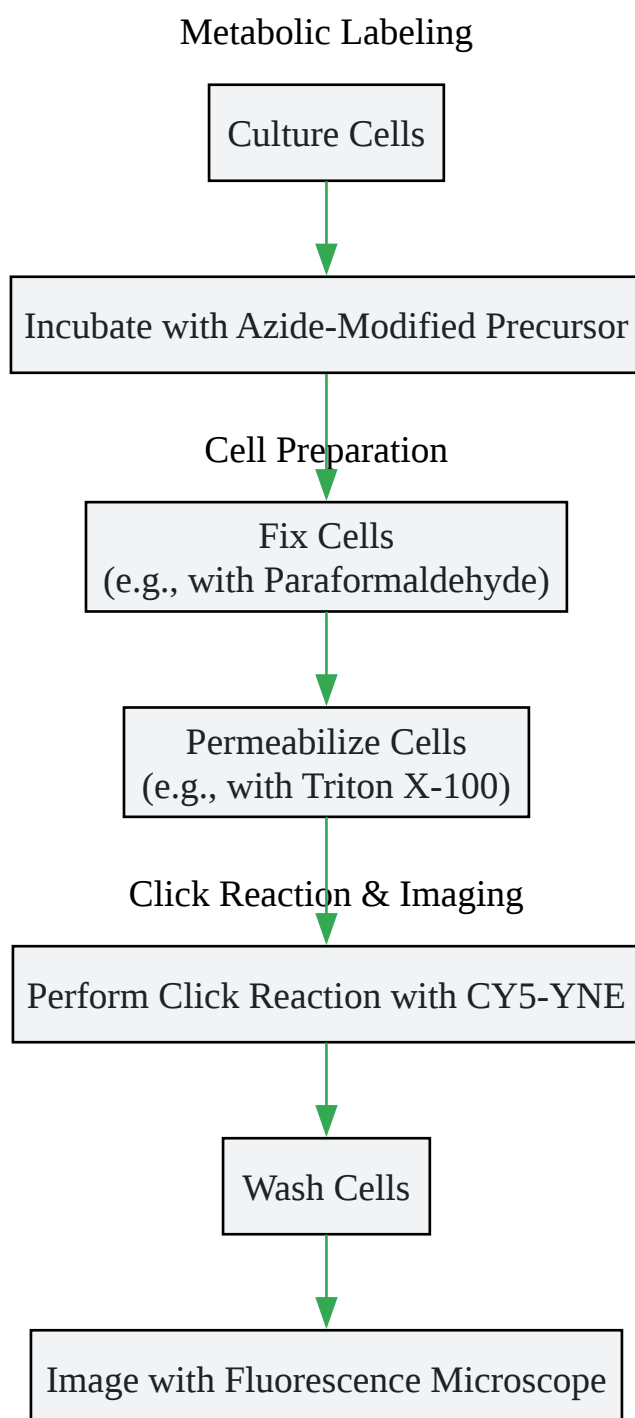 Metabolic Labeling
Culture Cells
Incubate with Azide-Modified Precursor
Cell Preparation
Fix Cells
(e.g., with Paraformaldehyde)
Permeabilize Cells
(e.g., with Triton X-100)
Click Reaction & Imaging
Perform Click Reaction with CY5-YNE
Wash Cells
Image with Fluorescence Microscope